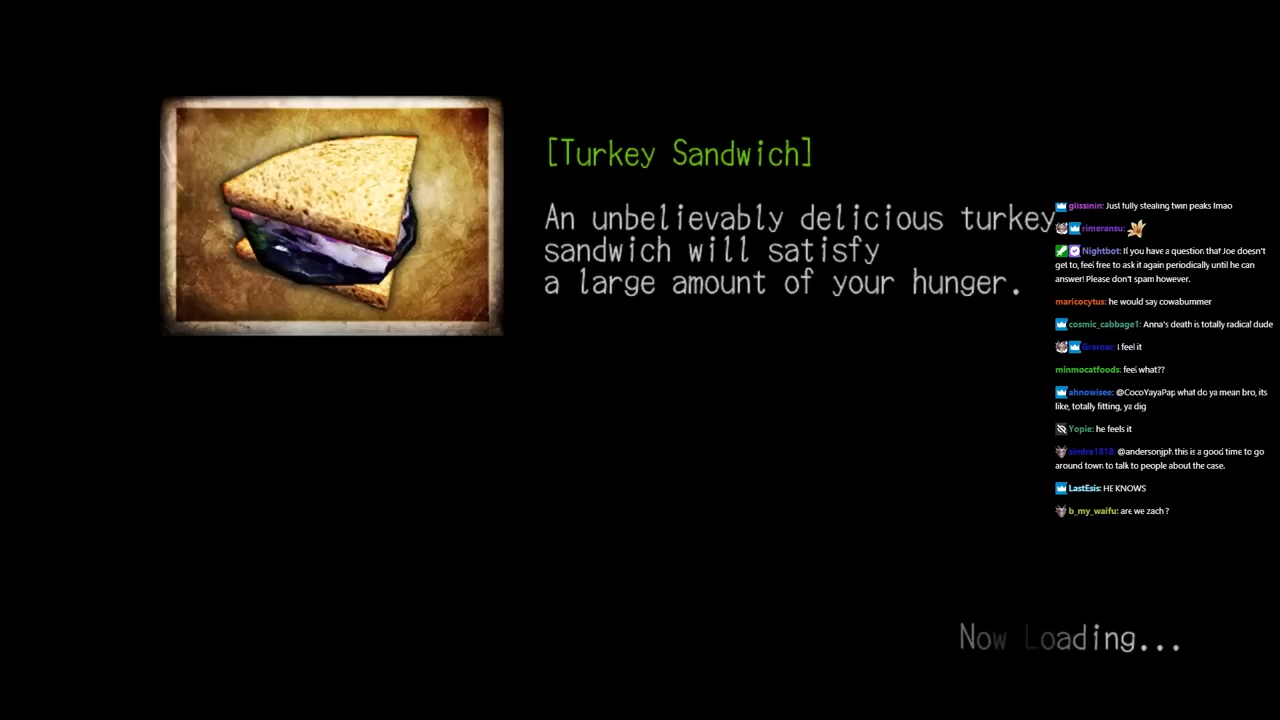 [Turkey Sandwich]
An unbelievably delicious turkey
sandwich will satisfy
a large amount of your hunger.
glissinin: Just fully stealing twin peaks lmao
rimeransu:
Nightbot: If you have a question that Joe doesn't
get to, feel free to ask it again periodically until he can
answer! Please don't spam however.
maricocytus: he would say cowabummer
cosmic_cabbage1: Anna's death is totally radical dude
I feel it
minmocatfoods: feel what??
ahnowisee: @CocoYayaPap what do ya mean bro, its
like, totally fitting, ya dig
Yopie: he feels it
sindre1818: @andersonjph this is a good time to go
around town to talk to people about the case.
LastEsis: HE KNOWS
b_my_waifu: are we zach ?
Now Loading...